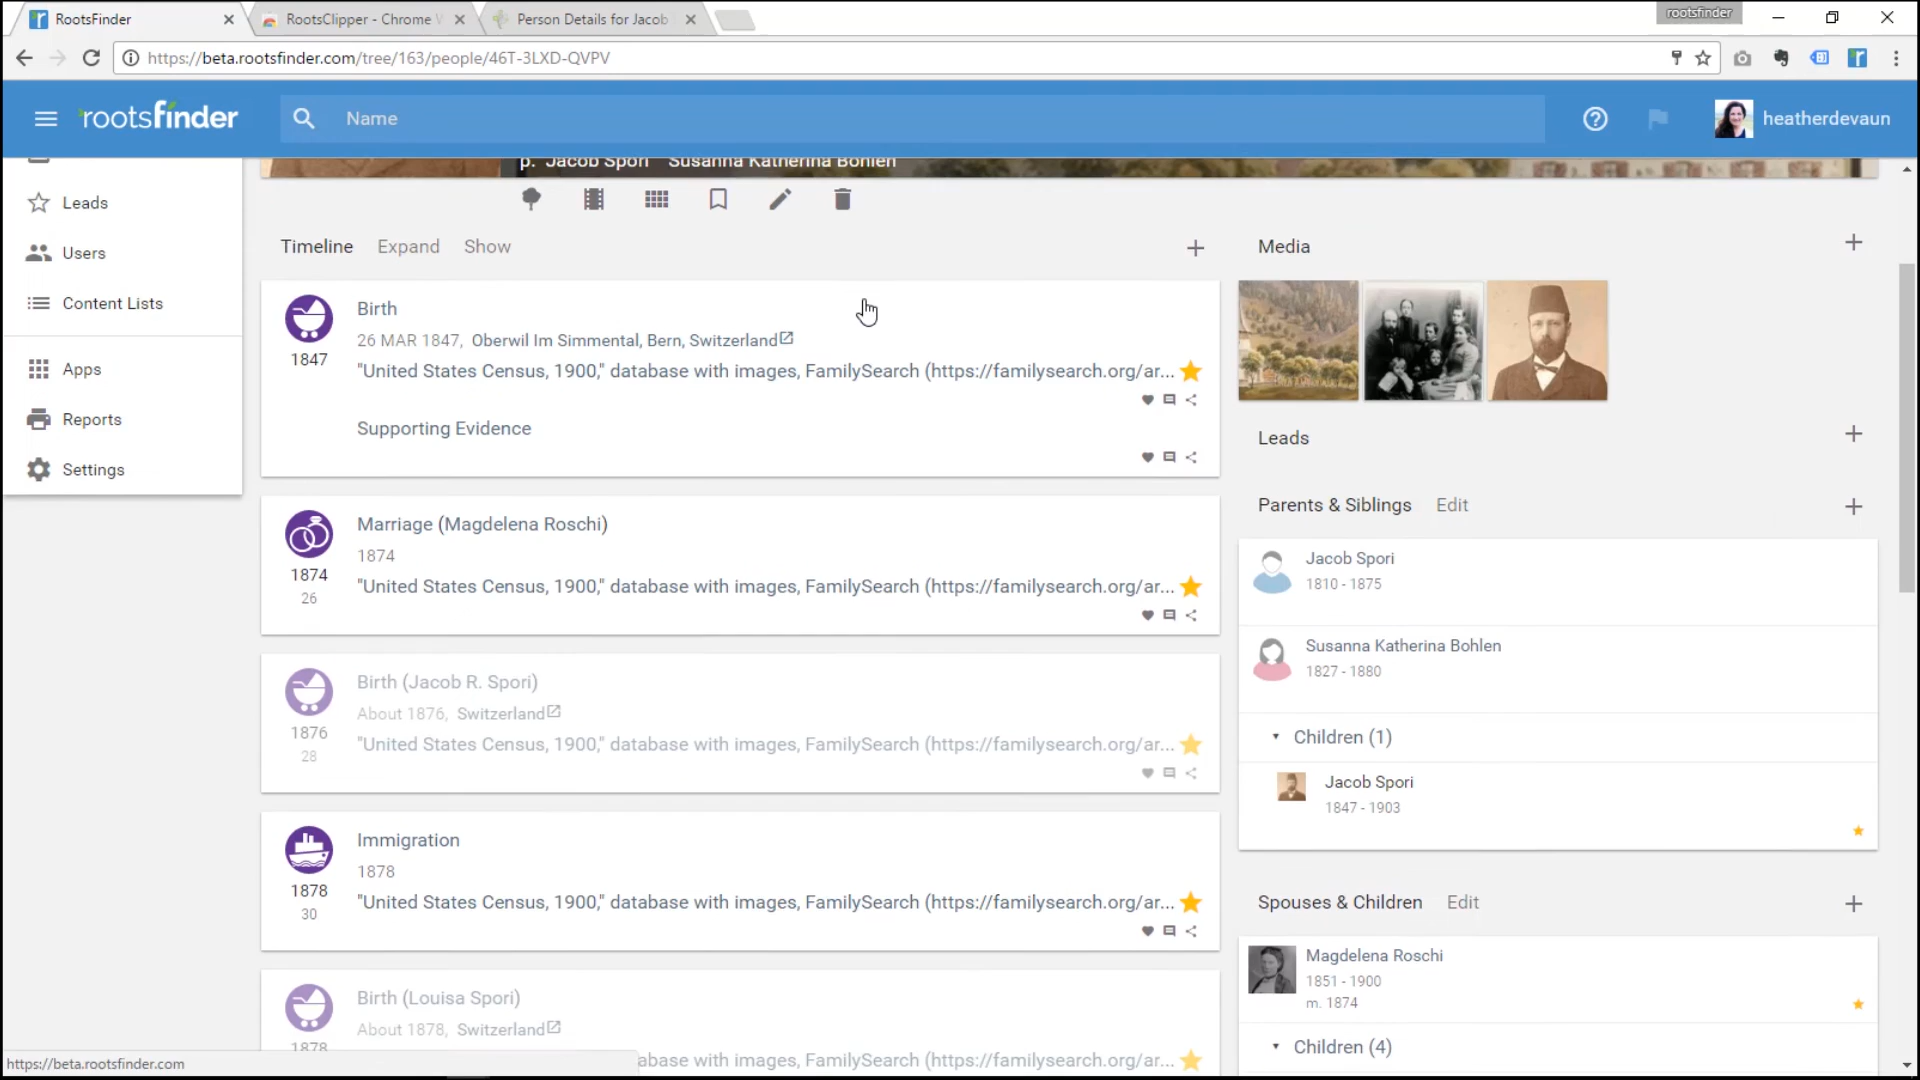 RootsFinder
RootsClipper - Chrome W
Person Details for Jacob
rootsfinder
https://beta.rootsfinder.com/tree/163/people/46T-3LXD-QVPV
rootsfinder
Name
heatherdevaun
p. Jacob Spori Susanna Katherina Bohlen
Leads
Users
Content Lists
Apps
Reports
Settings
Timeline Expand Show
Birth
26 MAR 1847, Oberwil Im Simmental, Bern, Switzerland
1847
"United States Census, 1900," database with images, FamilySearch (https://familysearch.org/ar...
Supporting Evidence
Marriage (Magdelena Roschi)
1874
1874
26
"United States Census, 1900," database with images, FamilySearch (https://familysearch.org/ar...
Birth (Jacob R. Spori)
About 1876, Switzerland
1876
28
"United States Census, 1900," database with images, FamilySearch (https://familysearch.org/ar...
Immigration
1878
1878
30
"United States Census, 1900," database with images, FamilySearch (https://familysearch.org/ar...
Birth (Louisa Spori)
About 1878, Switzerland
1878
abase with images, FamilySearch (https://familysearch.org/ar...
Media
Leads
Parents & Siblings Edit
Jacob Spori
1810 - 1875
Susanna Katherina Bohlen
1827 - 1880
Children (1)
Jacob Spori
1847 - 1903
Spouses & Children Edit
Magdelena Roschi
1851 - 1900
m. 1874
Children (4)
https://beta.rootsfinder.com